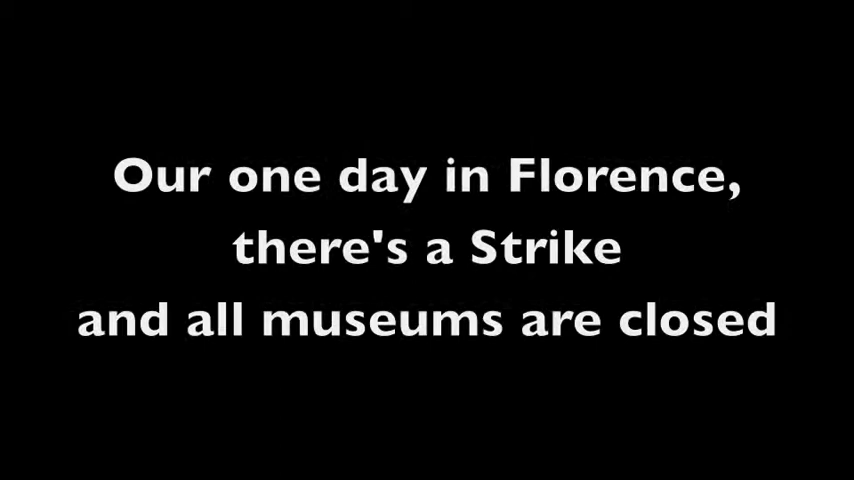 Our one day in Florence,
there's a Strike
and all museums are closed